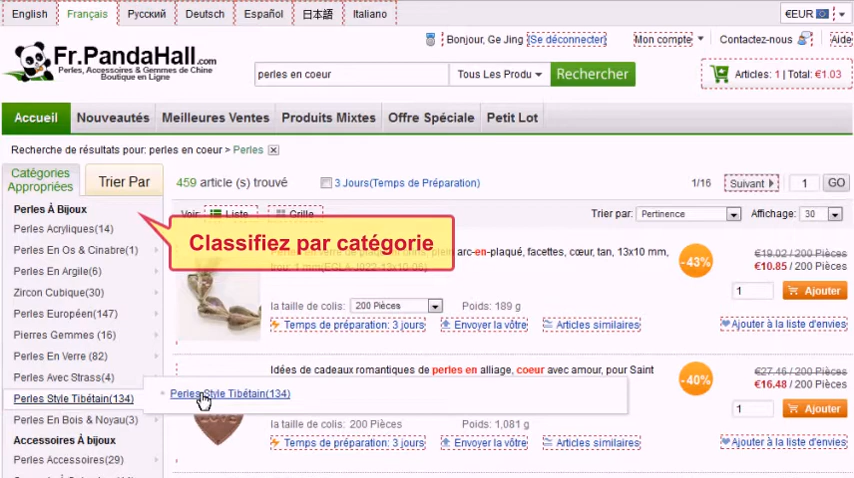 English Français Русский Deutsch Español 日本語 Italiano €EUR
Bonjour, Ge Jing [Se déconnecter] Mon compte Contactez-nous Aide
Fr.PandaHall.com
Perles, Accessoires & Gemmes de Chine
Boutique en Ligne
perles en coeur Tous Les Produ Rechercher
Articles: 1 | Total: €1.03
Accueil Nouveautés Meilleures Ventes Produits Mixtes Offre Spéciale Petit Lot
Recherche de résultats pour: perles en coeur > Perles
Catégories Appropriées
Trier Par
459 article (s) trouvé 3 Jours(Temps de Préparation) 1/16 Suivant 1 GO
Voir: Liste Grille Trier par: Pertinence Affichage: 30
Perles À Bijoux
Perles Acryliques(14)
Perles En Os & Cinabre(1)
Perles En Argile(6)
Zircon Cubique(30)
Perles Européen(147)
Pierres Gemmes (16)
Perles En Verre (82)
Perles Avec Strass(4)
Perles Style Tibétain(134)
Perles En Bois & Noyau(3)
Accessoires À bijoux
Perles Accessoires(29)
Classifiez par catégorie
arc-en-plaqué, facettes, cœur, tan, 13x10 mm,
-43%
€19.02 / 200 Pièces
€10.85 / 200 Pièces
1 Ajouter
la taille de colis: 200 Pièces Poids: 189 g
Temps de préparation: 3 jours Envoyer la vôtre Articles similaires Ajouter à la liste d'envies
Idées de cadeaux romantiques de perles en alliage, coeur avec amour, pour Saint
Perles Style Tibétain(134)
-40%
€27.46 / 200 Pièces
€16.48 / 200 Pièces
1 Ajouter
la taille de colis: 200 Pièces Poids: 1,081 g
Temps de préparation: 3 jours Envoyer la vôtre Articles similaires Ajouter à la liste d'envies